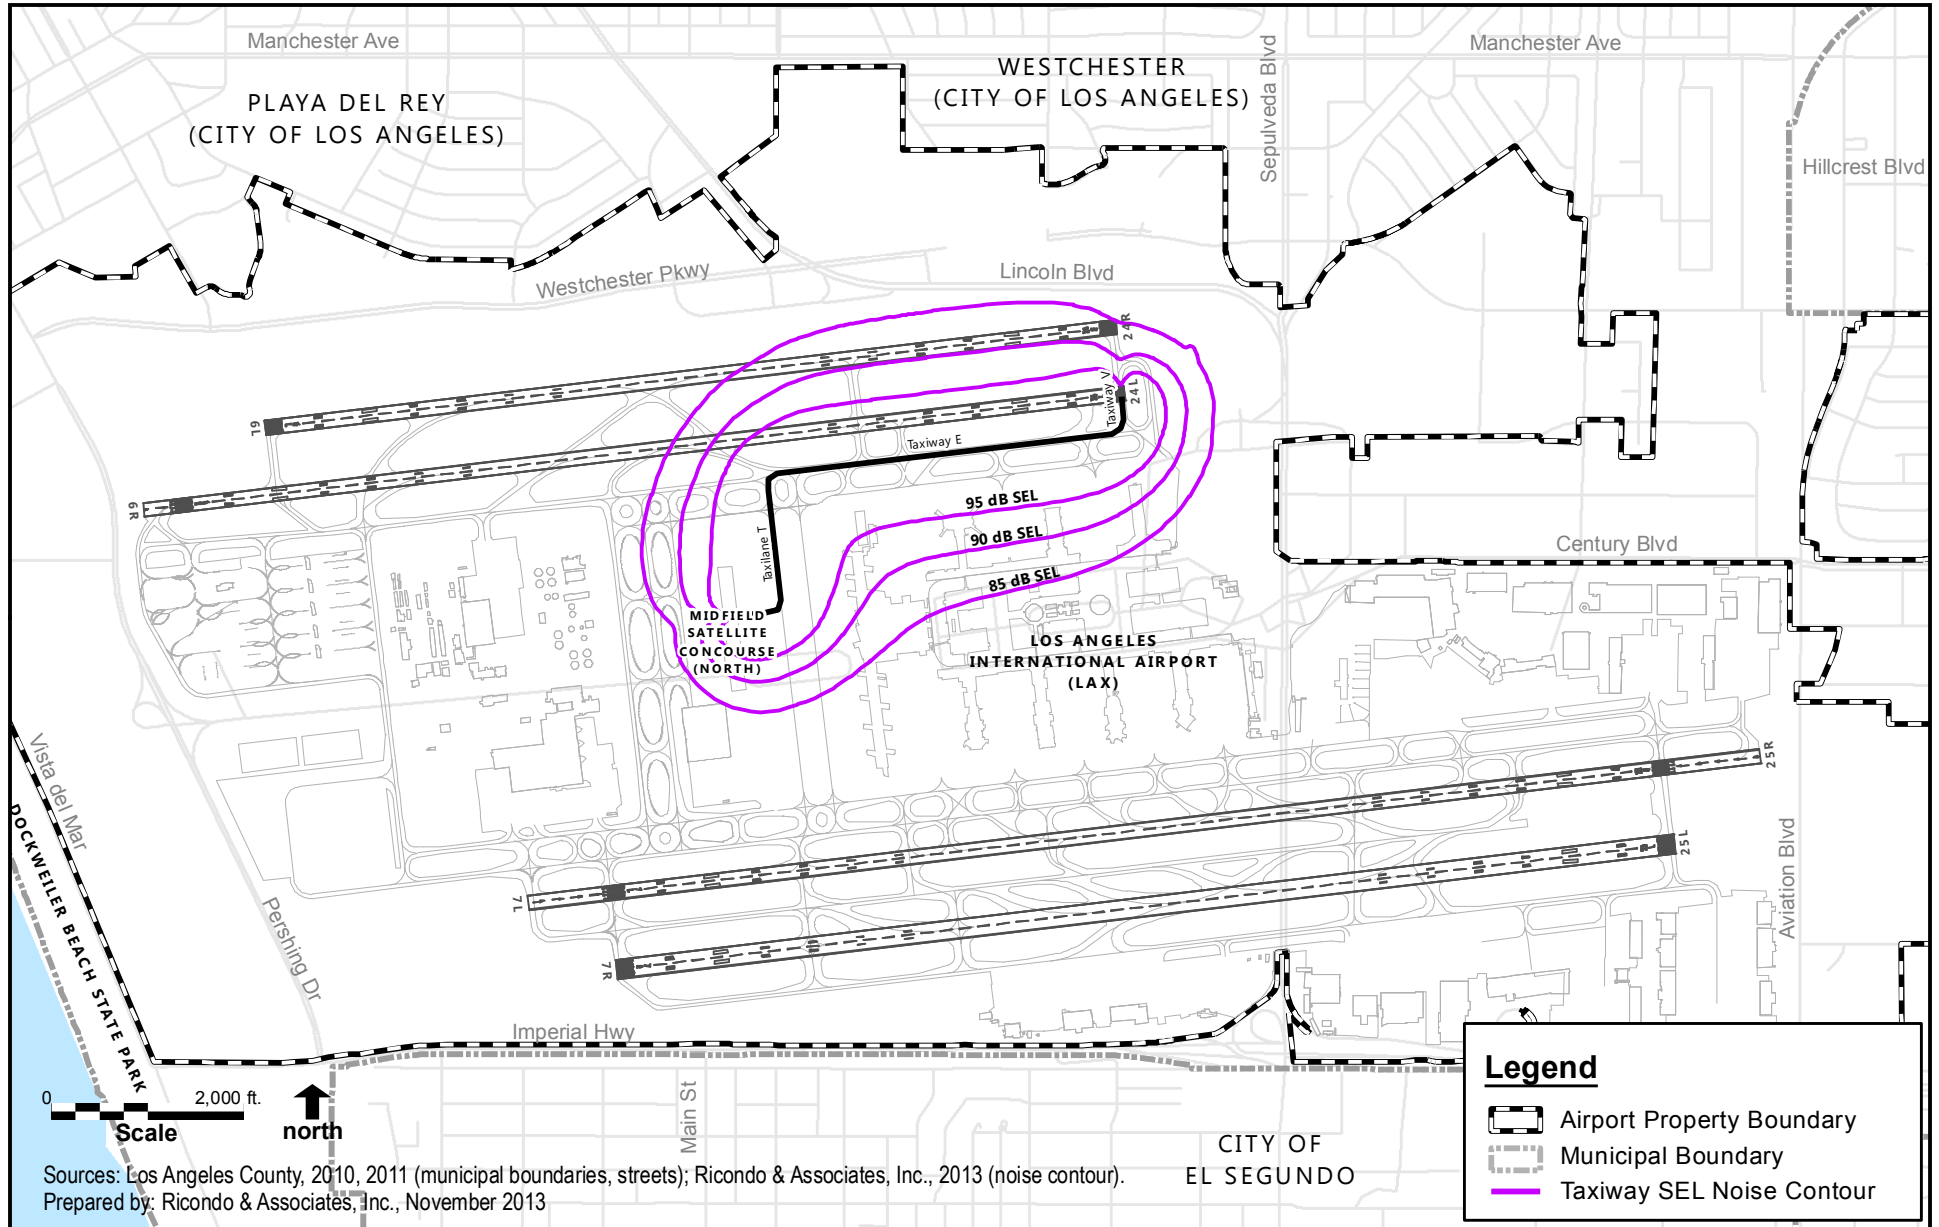 Manchester Ave
Manchester Ave
WESTCHESTER
(CITY OF LOS ANGELES)
Sepulveda Blvd
PLAYA DEL REY
(CITY OF LOS ANGELES)
Hillcrest Blvd
Westchester Pkwy
Lincoln Blvd
24R
24L
6L
6R
Taxiway V
Taxiway E
Taxilane T
95 dB SEL
90 dB SEL
85 dB SEL
Century Blvd
MIDFIELD
SATELLITE
CONCOURSE
(NORTH)
LOS ANGELES
INTERNATIONAL AIRPORT
(LAX)
Vista del Mar
DOCKWEILER BEACH STATE PARK
Pershing Dr
25R
25L
7L
7R
Aviation Blvd
Imperial Hwy
Main St
CITY OF
EL SEGUNDO
0
2,000 ft.
Scale
north
Legend
Airport Property Boundary
Municipal Boundary
Taxiway SEL Noise Contour
Sources: Los Angeles County, 2010, 2011 (municipal boundaries, streets); Ricondo & Associates, Inc., 2013 (noise contour).
Prepared by: Ricondo & Associates, Inc., November 2013